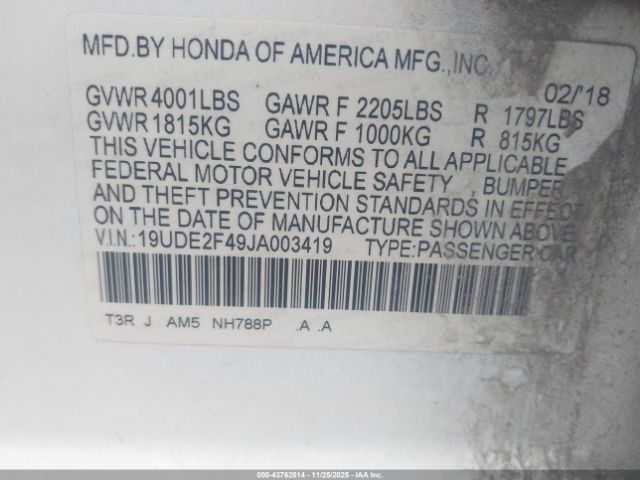 MFD.BY HONDA OF AMERICA MFG.,INC.
02/'18
GVWR 4001LBS GAWR F 2205LBS R 1797LBS
GVWR 1815KG GAWR F 1000KG R 815KG
THIS VEHICLE CONFORMS TO ALL APPLICABLE
FEDERAL MOTOR VEHICLE SAFETY , BUMPER
AND THEFT PREVENTION STANDARDS IN EFFECT
ON THE DATE OF MANUFACTURE SHOWN ABOVE.
V.I.N.:19UDE2F49JA003419 TYPE:PASSENGER CAR
T3R J AM5 NH788P .A .A
000-43762514 - 11/25/2025 - IAAI.CA